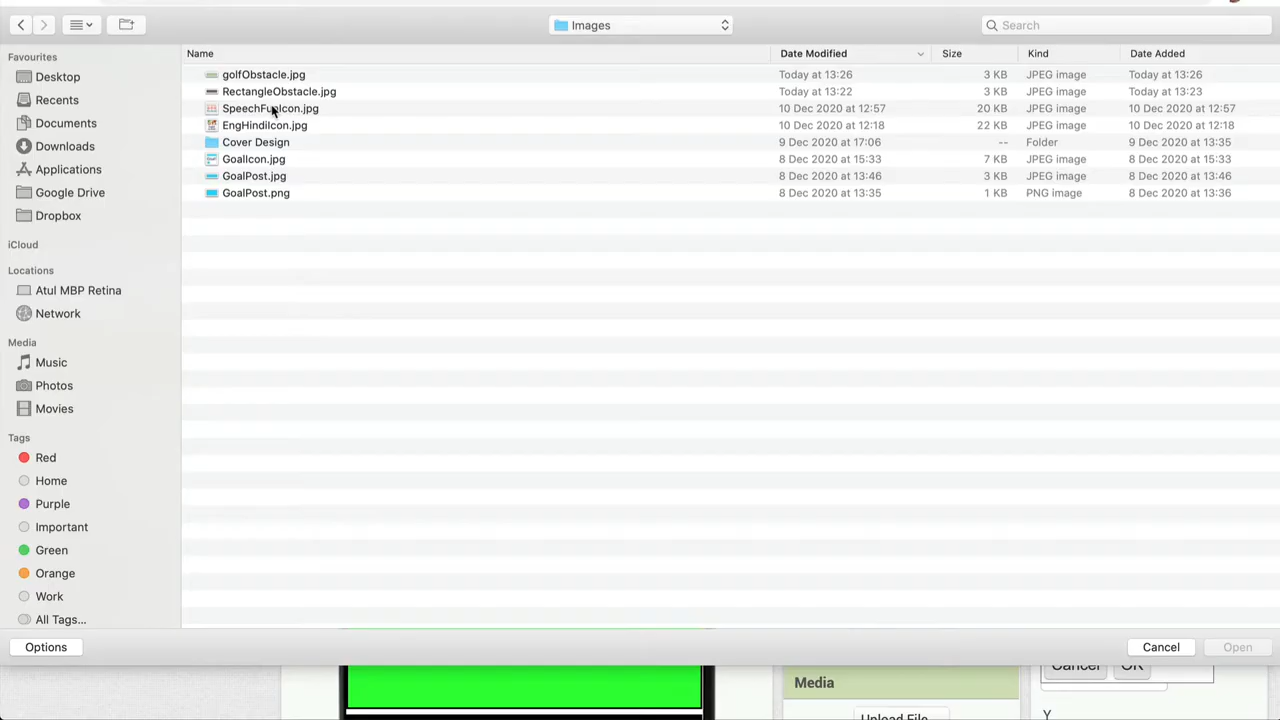 Images
Search
Favourites
Desktop
Recents
Documents
Downloads
Applications
Google Drive
Dropbox
iCloud
Locations
Atul MBP Retina
Network
Media
Music
Photos
Movies
Tags
Red
Home
Purple
Important
Green
Orange
Work
All Tags...
Name Date Modified Size Kind Date Added
golfObstacle.jpg Today at 13:26 3 KB JPEG image Today at 13:26
RectangleObstacle.jpg Today at 13:22 3 KB JPEG image Today at 13:23
SpeechFunIcon.jpg 10 Dec 2020 at 12:57 20 KB JPEG image 10 Dec 2020 at 12:57
EngHindiIcon.jpg 10 Dec 2020 at 12:18 22 KB JPEG image 10 Dec 2020 at 12:18
Cover Design 9 Dec 2020 at 17:06 -- Folder 9 Dec 2020 at 13:35
GoalIcon.jpg 8 Dec 2020 at 15:33 7 KB JPEG image 8 Dec 2020 at 15:33
GoalPost.jpg 8 Dec 2020 at 13:46 3 KB JPEG image 8 Dec 2020 at 13:46
GoalPost.png 8 Dec 2020 at 13:35 1 KB PNG image 8 Dec 2020 at 13:36
Options
Cancel Open
Cancel OK
Media
Upload File
Y